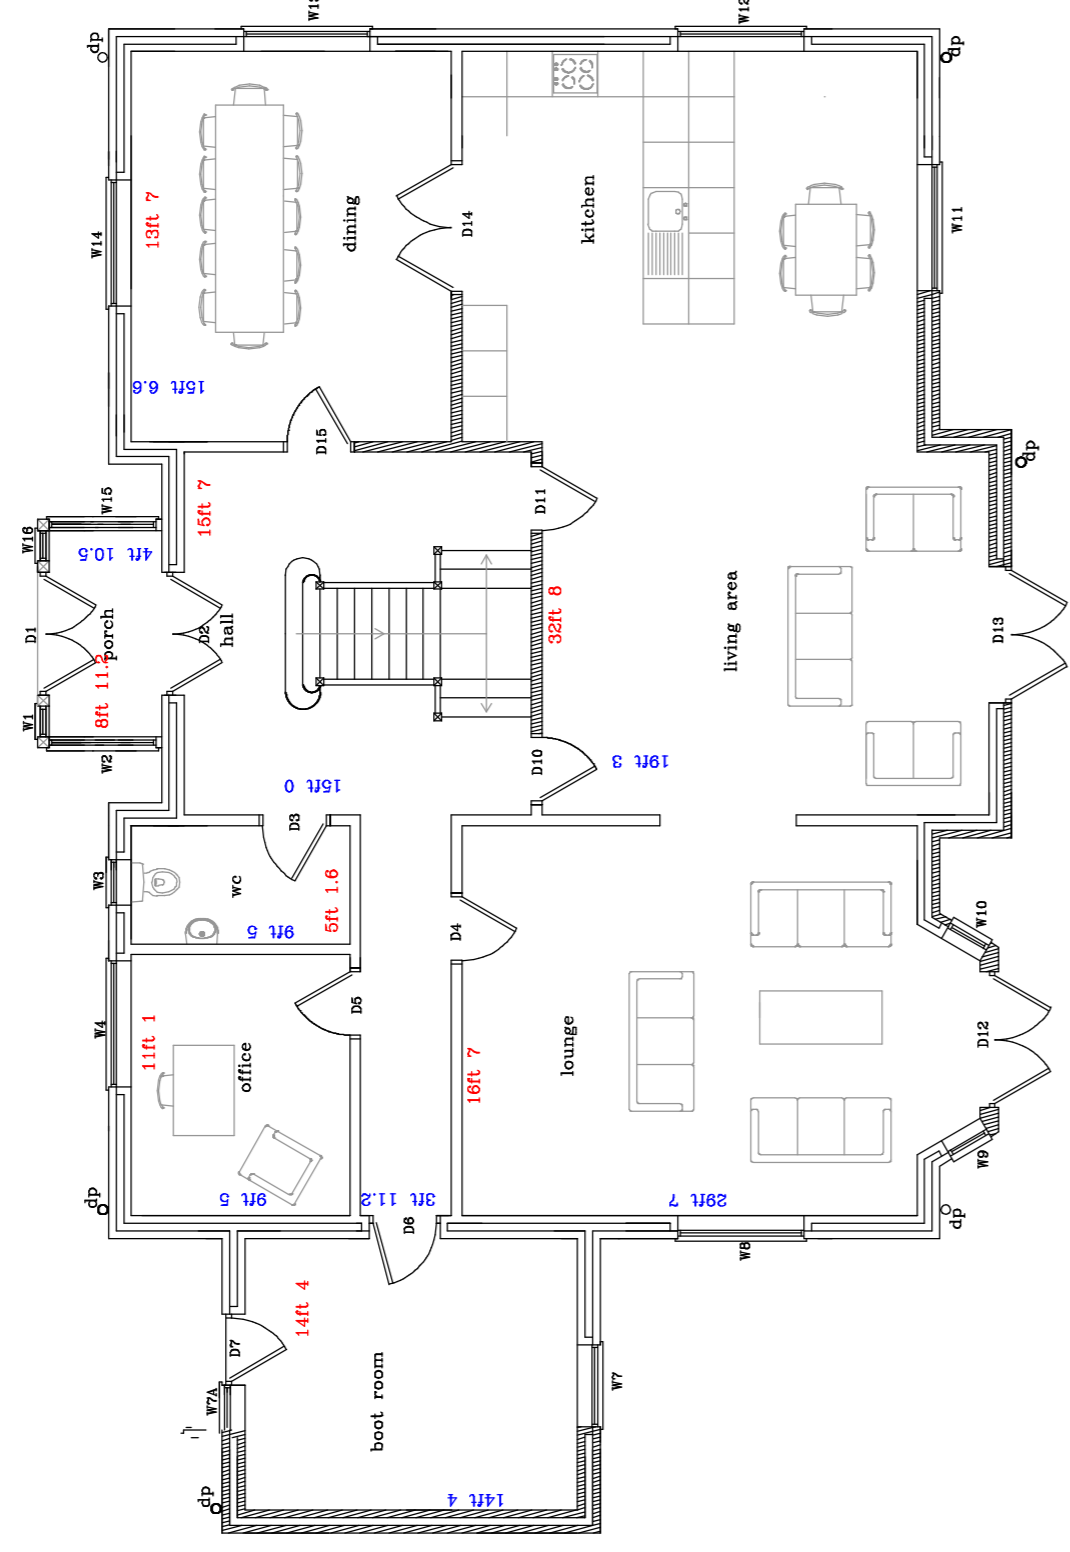 W13
W12
dp
dp
W14
13ft 7
dining
D14
kitchen
W11
15ft 6.6
D15
dp
W15
15ft 7
D11
W16
4ft 10.5
D1
porch
8ft 11.2
D2
hall
32ft 8
living area
D13
W1
W2
15ft 0
D10
19ft 3
D3
W3
wc
5ft 1.6
9ft 5
D4
W10
W4
11ft 1
office
D5
16ft 7
lounge
D12
W9
dp
9ft 5
3ft 11.2
D6
29ft 7
dp
W8
14ft 4
D7
W7A
boot room
W7
dp
14ft 4